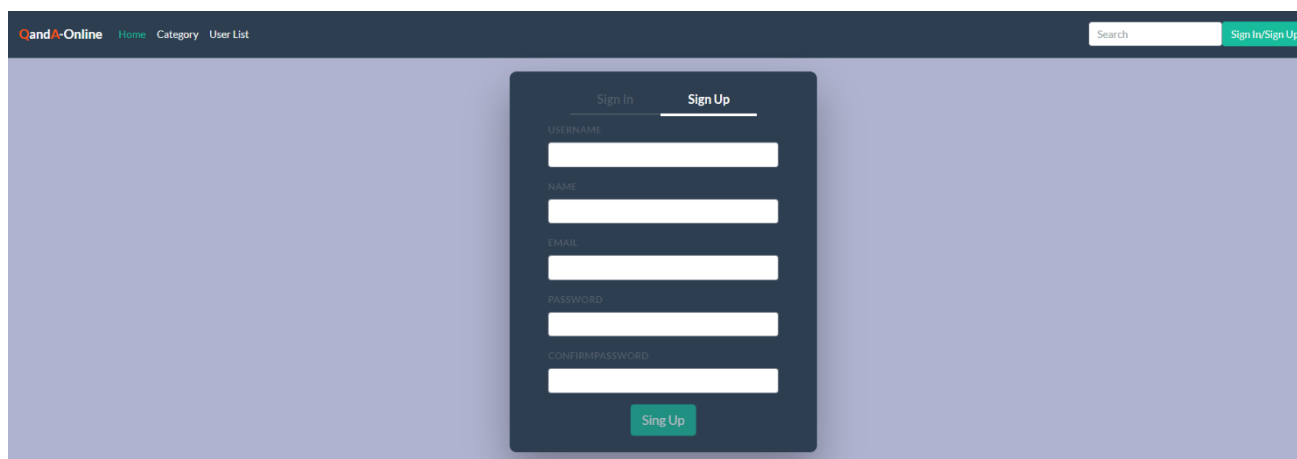 QandA-Online Home Category User List Search Sign In/Sign Up
Sign In Sign Up
USERNAME
NAME
EMAIL
PASSWORD
CONFIRMPASSWORD
Sing Up